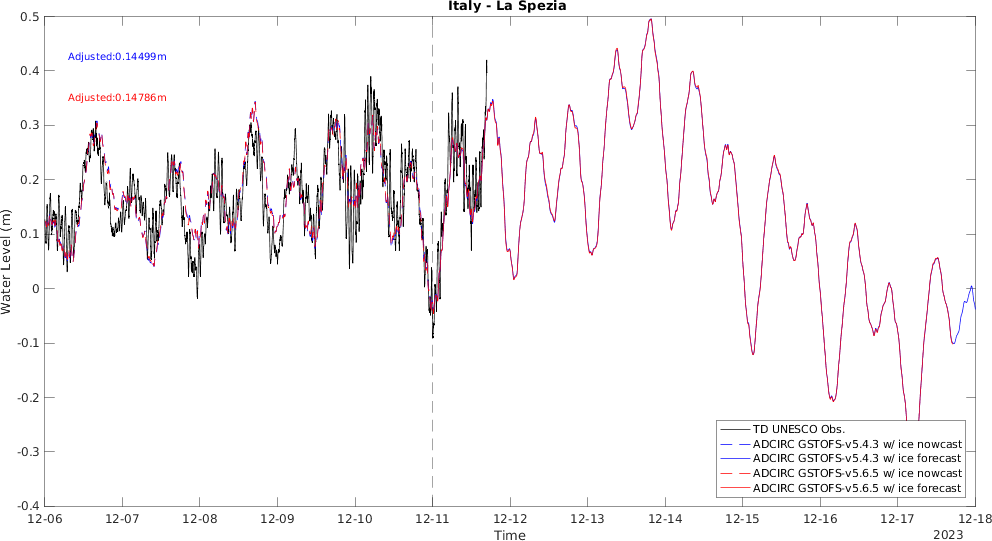 Italy - La Spezia
0.5
0.4
0.3
0.2
0.1
0
-0.1
-0.2
-0.3
-0.4
Water Level (m)
Adjusted:0.14499m
Adjusted:0.14786m
TD UNESCO Obs.
ADCIRC GSTOFS-v5.4.3 w/ ice nowcast
ADCIRC GSTOFS-v5.4.3 w/ ice forecast
ADCIRC GSTOFS-v5.6.5 w/ ice nowcast
ADCIRC GSTOFS-v5.6.5 w/ ice forecast
12-06 12-07 12-08 12-09 12-10 12-11 12-12 12-13 12-14 12-15 12-16 12-17 12-18
Time
2023